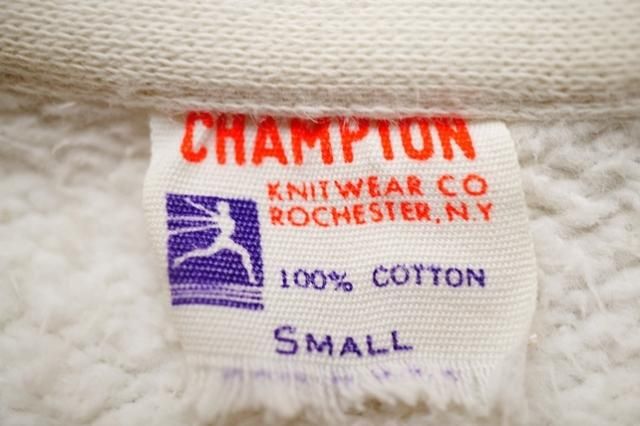 CHAMPION
KNITWEAR CO
ROCHESTER, N Y
100% COTTON
SMALL